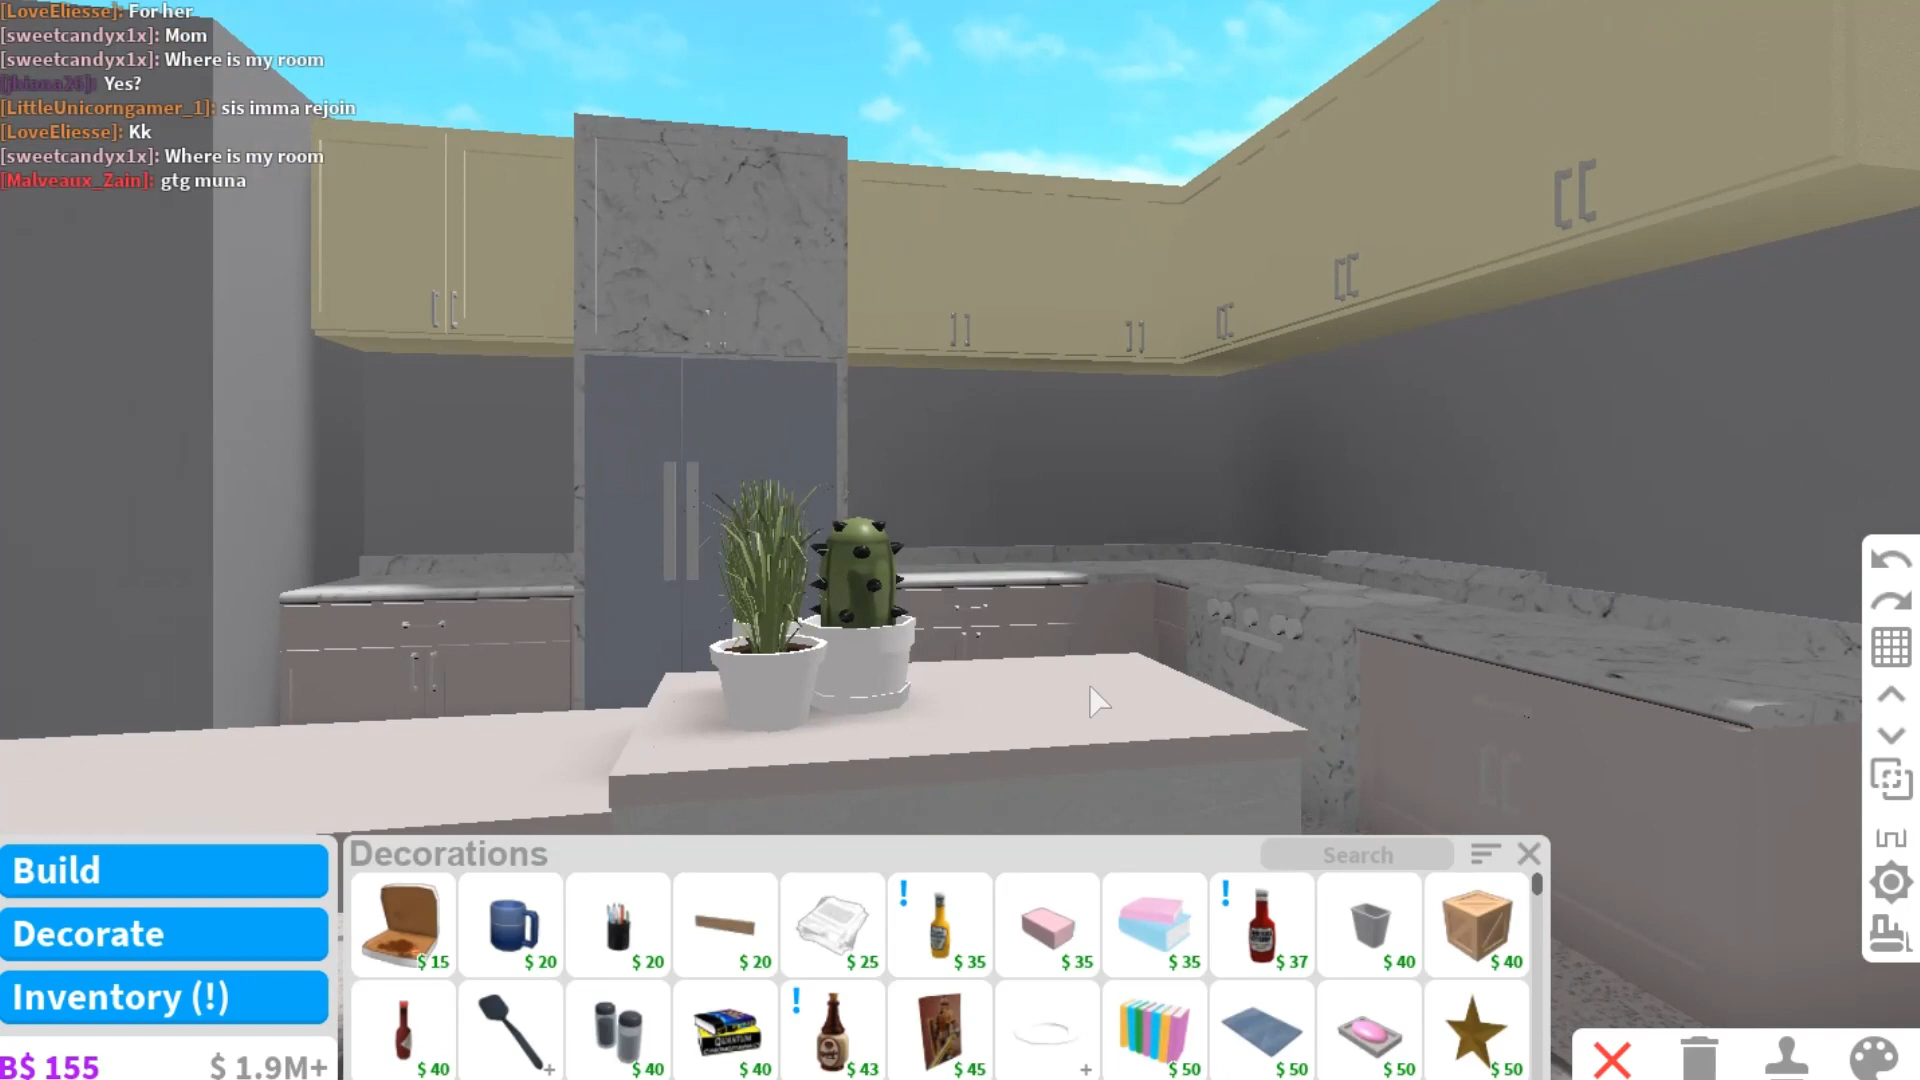 [LoveEliesse]: For her
[sweetcandyx1x]: Mom
[sweetcandyx1x]: Where is my room
[jhiona26]: Yes?
[LittleUnicorngamer_1]: sis imma rejoin
[LoveEliesse]: Kk
[sweetcandyx1x]: Where is my room
[Malveaux_Zain]: gtg muna
Build
Decorate
Inventory (!)
B$ 155
$ 1.9M+
Decorations
Search
$ 15
$ 20
$ 20
$ 20
$ 25
! $ 35
$ 35
$ 35
! $ 37
$ 40
$ 40
$ 40
+
$ 40
$ 40
QUANTUM
! $ 43
$ 45
+
$ 50
$ 50
$ 50
$ 50